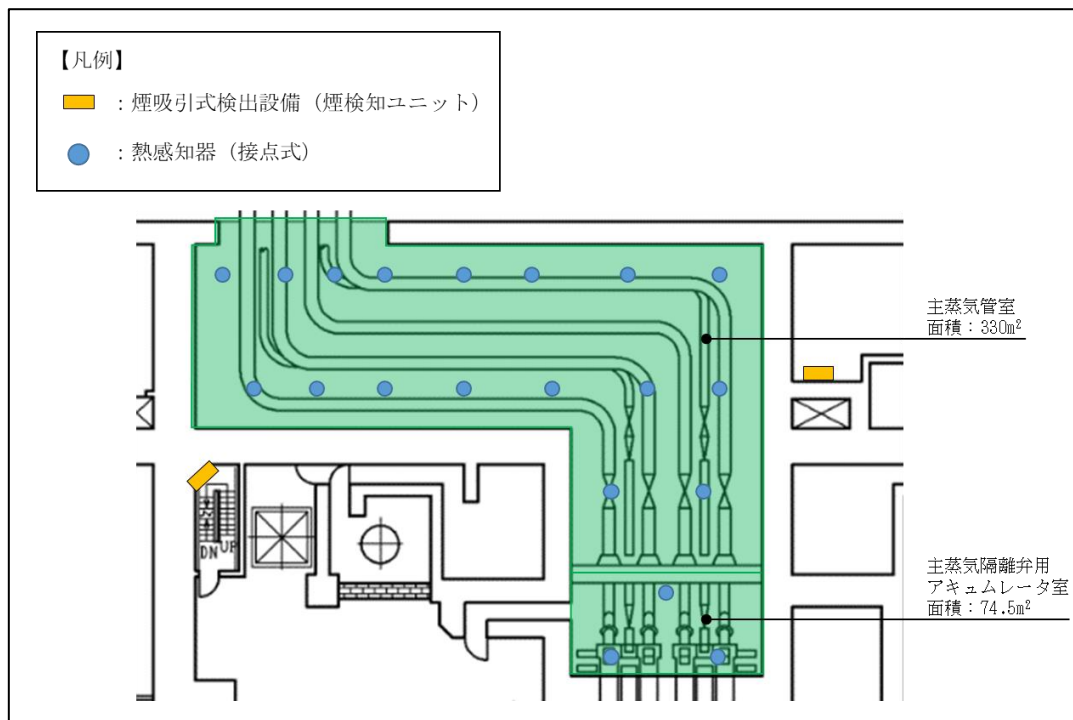 【凡例】
：煙吸引式検出設備（煙検知ユニット）
：熱感知器（接点式）
主蒸気管室
面積：330m²
DN UP
主蒸気隔離弁用
アキュムレータ室
面積：74.5m²